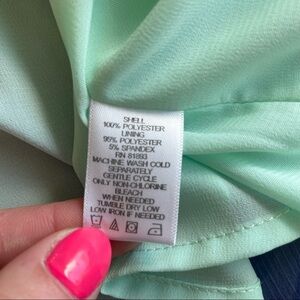 SHELL
100% POLYESTER
LINING
95% POLYESTER
5% SPANDEX
RN 81893
MACHINE WASH COLD
SEPARATELY
GENTLE CYCLE
ONLY NON-CHLORINE
BLEACH
WHEN NEEDED
TUMBLE DRY LOW
LOW IRON IF NEEDED